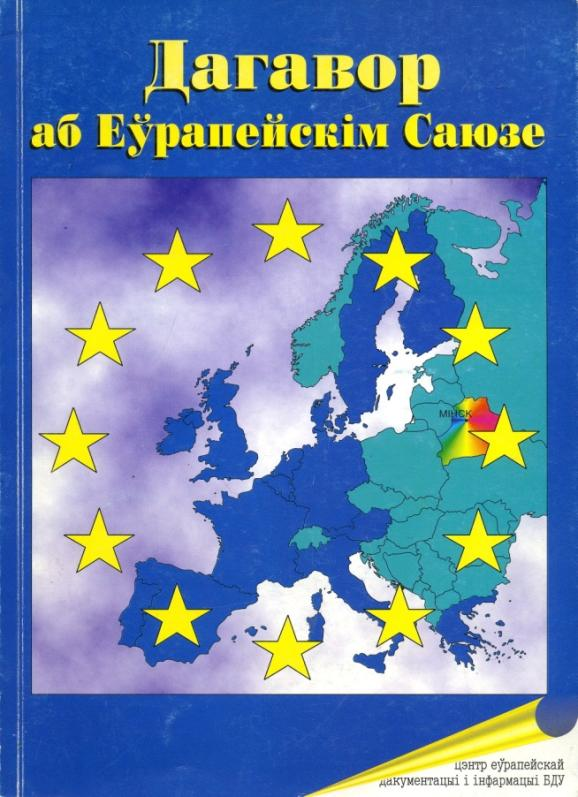 Дагавор
аб Еўрапейскім Саюзе
МІНСК
цэнтр еўрапейскай
дакументацыі і інфармацыі БДУ